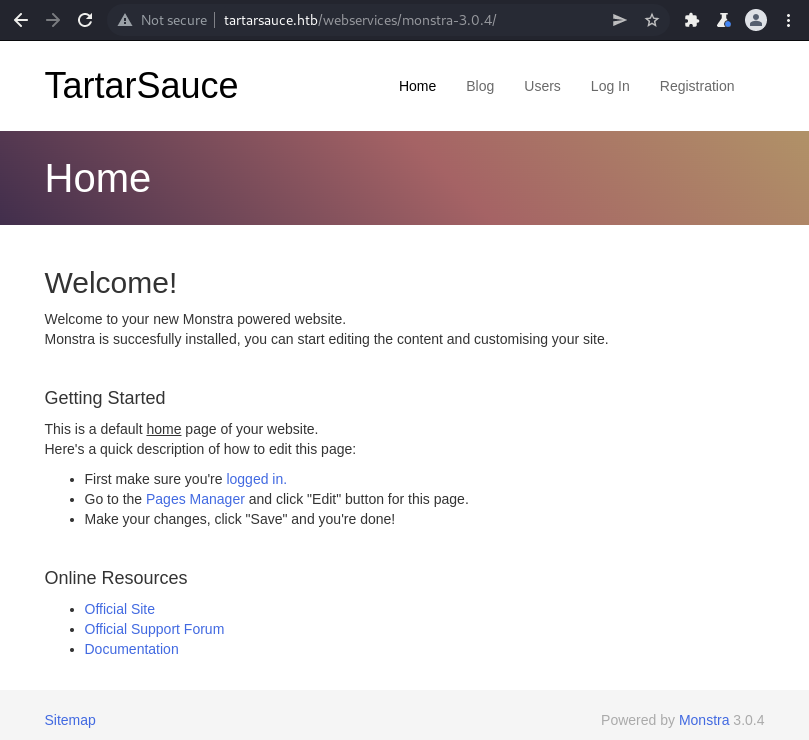 Not secure | tartarsauce.htb/webservices/monstra-3.0.4/
TartarSauce
Home Blog Users Log In Registration
Home
Welcome!
Welcome to your new Monstra powered website.
Monstra is succesfully installed, you can start editing the content and customising your site.
Getting Started
This is a default home page of your website.
Here's a quick description of how to edit this page:
• First make sure you're logged in.
• Go to the Pages Manager and click "Edit" button for this page.
• Make your changes, click "Save" and you're done!
Online Resources
• Official Site
• Official Support Forum
• Documentation
Sitemap Powered by Monstra 3.0.4